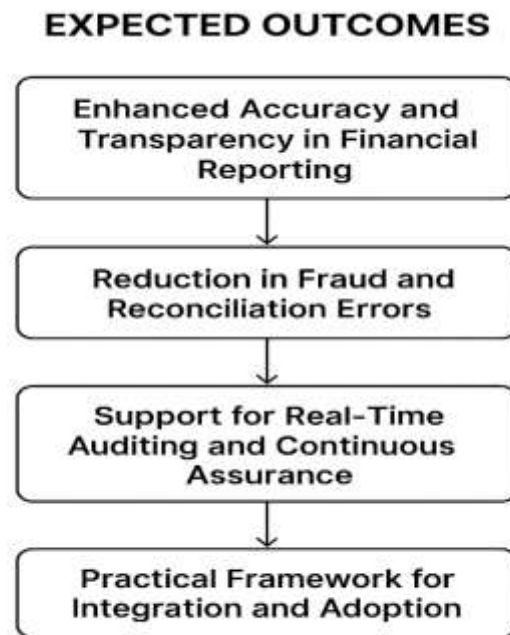 EXPECTED OUTCOMES
Enhanced Accuracy and
Transparency in Financial
Reporting
Reduction in Fraud and
Reconciliation Errors
Support for Real-Time
Auditing and Continuous
Assurance
Practical Framework for
Integration and Adoption